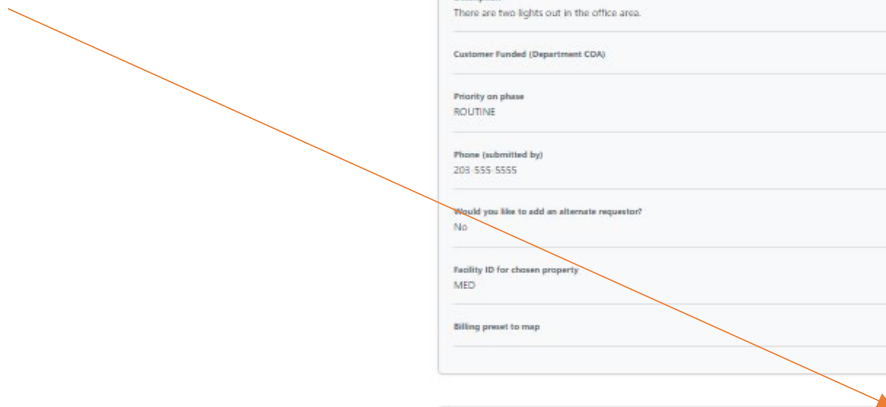 There are two lights out in the office area.
Customer Funded (Department COA)
Priority on phase
ROUTINE
Phone (submitted by)
203-555-5555
Would you like to add an alternate requestor?
No
Facility ID for chosen property
MED
Billing preset to map